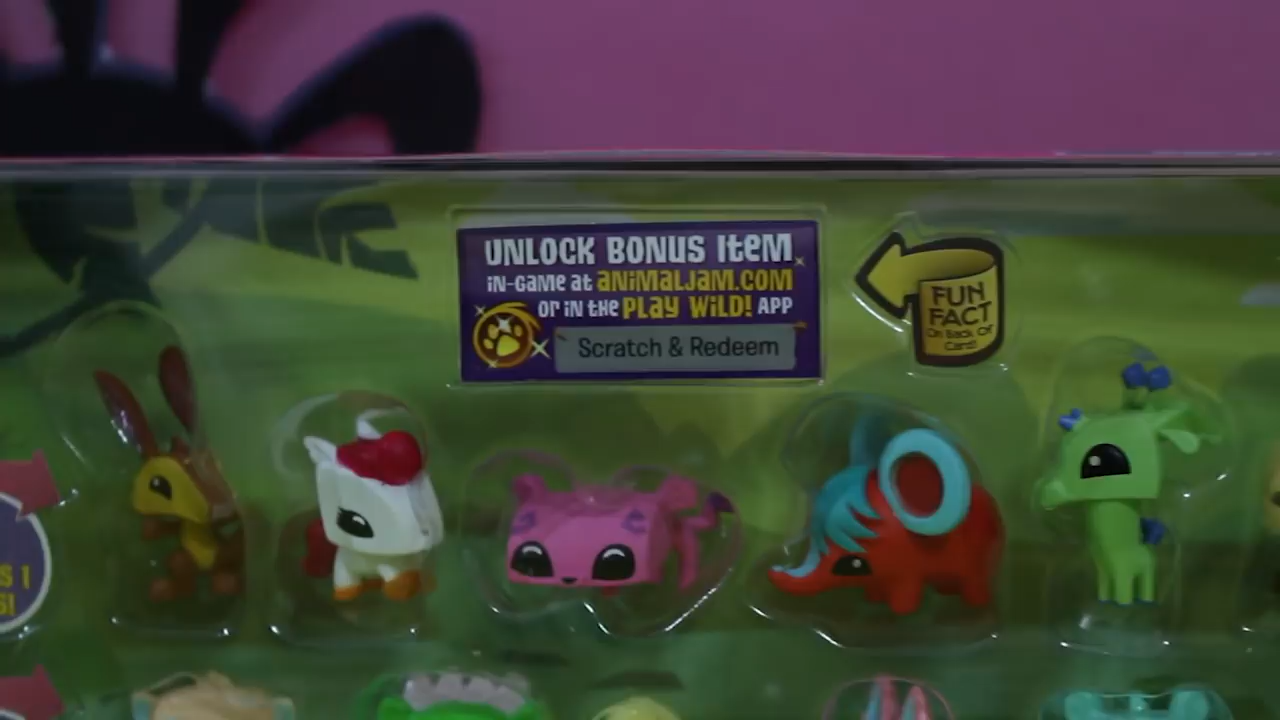 UNLOCK BONUS ITEM
IN-GAME at ANIMALJAM.COM
or in the PLAY WILD! APP
Scratch & Redeem
FUN
FACT
On Back Of
Card!
S 1
S!